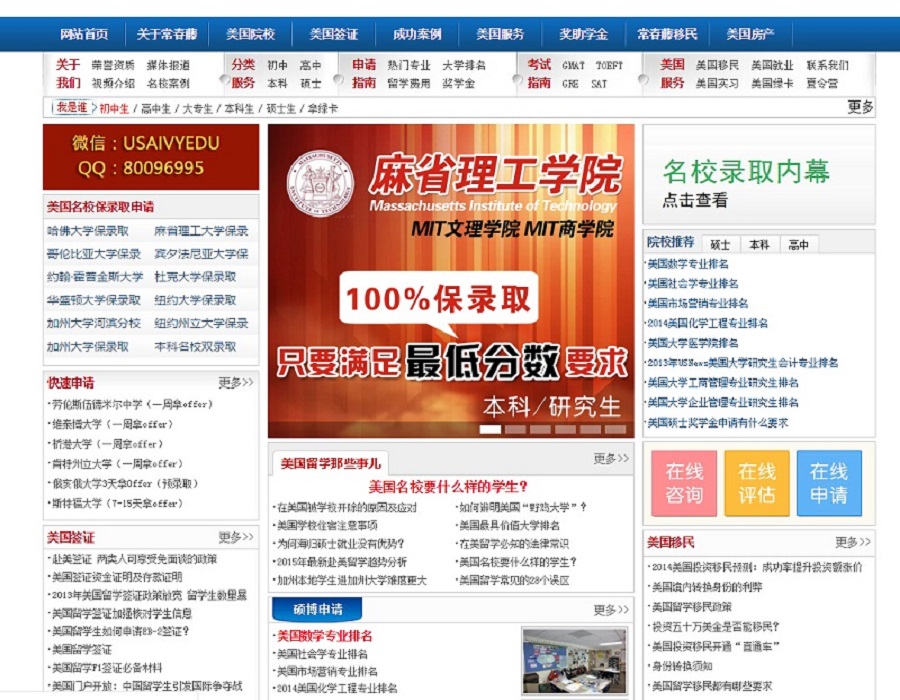 网站首页 关于常春藤 美国院校 美国签证 成功案例 美国服务 奖助学金 常春藤移民 美国房产
关于 荣誉资质 媒体报道 分类 初中 高中 申请 热门专业 大学排名 考试 GMAT TOEFT 美国 美国移民 美国就业 联系我们
我们 视频介绍 名校案例 服务 本科 硕士 指南 留学费用 奖学金 指南 GRE SAT 服务 美国实习 美国绿卡 夏令营
我是谁 初中生 / 高中生 / 大专生 / 本科生 / 硕士生 / 拿绿卡 更多
微信：USAIVYEDU
QQ：80096995
美国名校保录取申请
哈佛大学保录取 麻省理工大学保录
哥伦比亚大学保录 宾夕法尼亚大学保
约翰·霍普金斯大学 杜克大学保录取
华盛顿大学保录取 纽约大学保录取
加州大学河滨分校 纽约州立大学保录
加州大学保录取 本科名校双录取
快速申请 更多>>
·劳伦斯伍德米尔中学（一周拿offer）
·维泰博大学（一周拿offer）
·桥港大学（一周拿offer）
·肯特州立大学（一周拿offer）
·俄亥俄大学3天拿Offer（预录取）
·斯特福大学（7-15天拿offer）
美国签证 更多>>
·赴美签证 两类人可享受免面谈的政策
·美国签证资金证明及存款证明
·2013年美国留学签证政策放宽 留学生数量暴
·美国留学签证加强核对学生信息
·美国留学生如何申请EB-2签证?
·美国留学签证
·美国留学F1签证必备材料
·美国门户开放：中国留学生引发国际争夺战
MASSACHUSETTS INSTITUTE OF TECHNOLOGY
麻省理工学院
Massachusetts Institute of Technology
MIT文理学院 MIT商学院
100%保录取
只要满足最低分数要求
本科/研究生
美国留学那些事儿 更多>>
美国名校要什么样的学生?
·在美国被学校开除的原因及应对 ·如何辨明美国“野鸡大学”?
·美国学校住宿注意事项 ·美国最具价值大学排名
·为何海归硕士就业没有优势? ·在美留学必知的法律常识
·2015年最新赴美留学趋势分析 ·美国名校要什么样的学生?
·加州本地学生进加州大学难度更大 ·美国留学常见的28个误区
硕博申请 更多>>
·美国数学专业排名
·美国社会学专业排名
·美国市场营销专业排名
·2014美国化学工程专业排名
名校录取内幕
点击查看
院校推荐 硕士 本科 高中
·美国数学专业排名
·美国社会学专业排名
·美国市场营销专业排名
·2014美国化学工程专业排名
·美国大学医学院排名
·2013年USNews美国大学研究生会计专业排名
·美国大学工商管理专业研究生排名
·美国大学企业管理专业研究生排名
·美国硕士奖学金申请有什么要求
在线咨询 在线评估 在线申请
美国移民 更多>>
·2014美国投资移民预测：成功率提升投资额涨价
·美国境内转换身份的利弊
·美国留学移民政策
·投资五十万美金是否能移民?
·美国投资移民开通“直通车”
·身份转换须知
·美国留学移民都有哪些要求